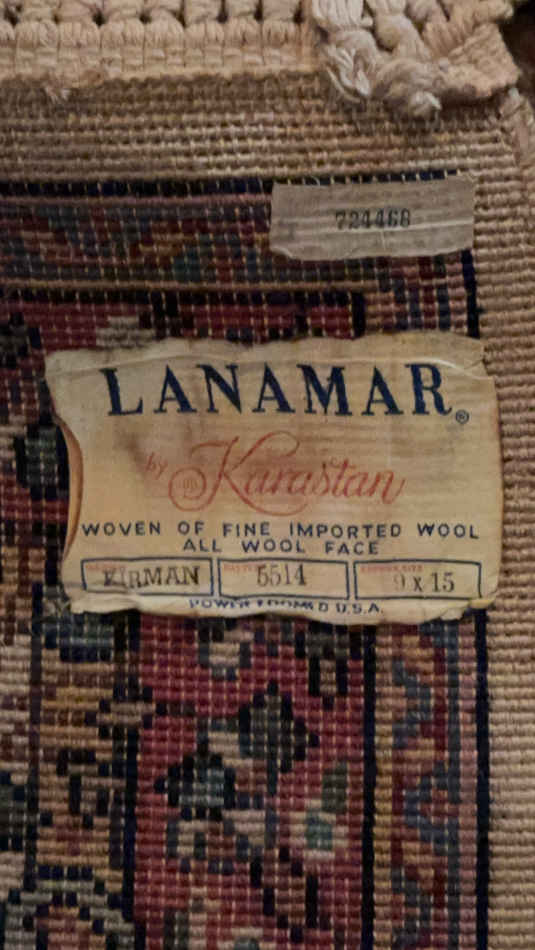 724468
LANAMAR®
by Karastan
WOVEN OF FINE IMPORTED WOOL
ALL WOOL FACE
KIRMAN 5514 9 x 15
POWER LOOMED U.S.A.